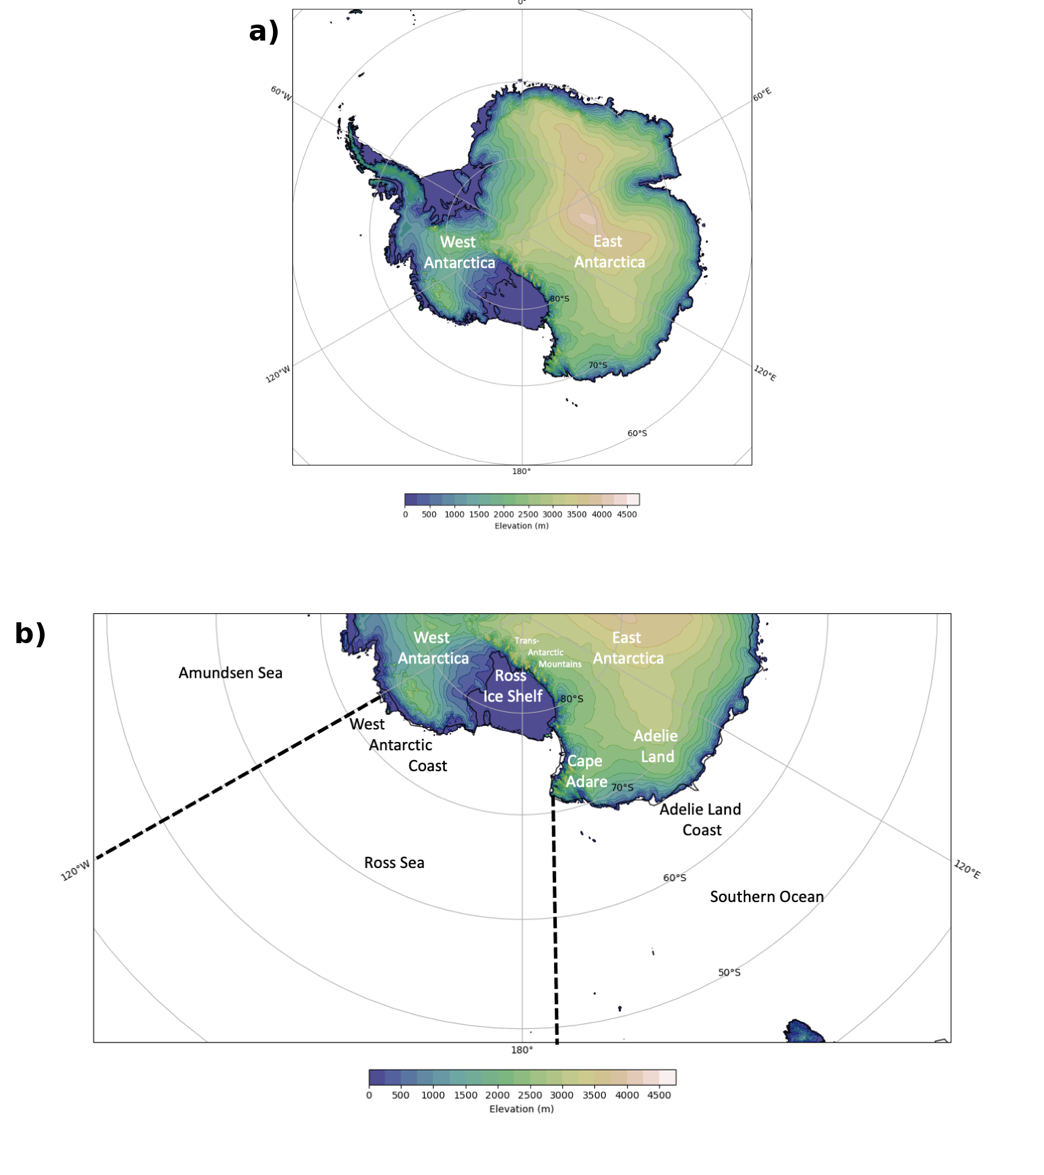 0°
a)
60°W
60°E
West
Antarctica
East
Antarctica
80°S
70°S
120°W
120°E
60°S
180°
0 500 1000 1500 2000 2500 3000 3500 4000 4500
Elevation (m)
b)
West
Antarctica
Trans-
Antarctic
Mountains
East
Antarctica
Amundsen Sea
Ross
Ice Shelf
80°S
West
Antarctic
Coast
Adelie
Land
Cape
Adare
70°S
Adelie Land
Coast
120°W
Ross Sea
60°S
120°E
Southern Ocean
50°S
180°
0 500 1000 1500 2000 2500 3000 3500 4000 4500
Elevation (m)